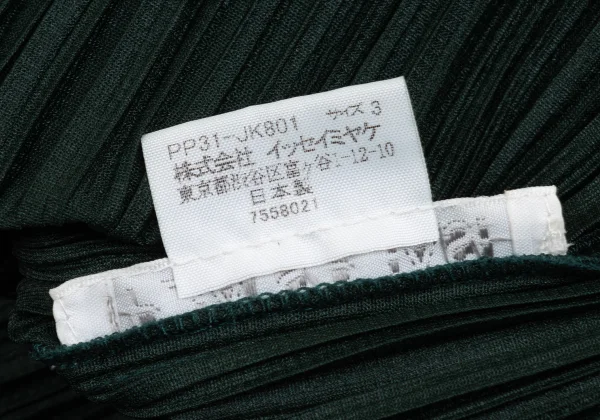 PP31-JK801 サイズ 3
株式会社 イッセイミヤケ
東京都渋谷区富ヶ谷1-12-10
日本製
7558021